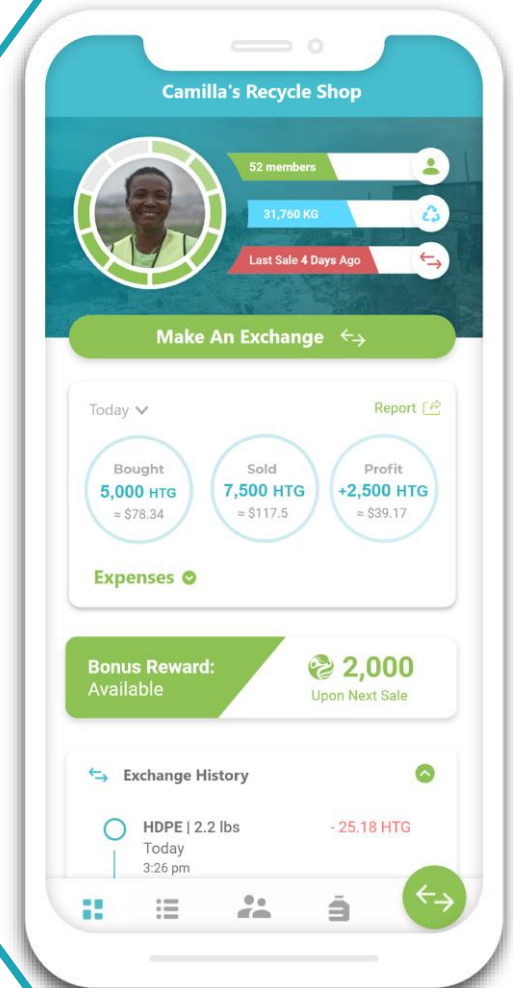 Camilla's Recycle Shop
52 members
31,760 KG
Last Sale 4 Days Ago
Make An Exchange
Today
Report
Bought
5,000 HTG
≈ $78.34
Sold
7,500 HTG
≈ $117.5
Profit
+2,500 HTG
≈ $39.17
Expenses
Bonus Reward:
Available
2,000
Upon Next Sale
Exchange History
HDPE | 2.2 lbs
- 25.18 HTG
Today
3:26 pm